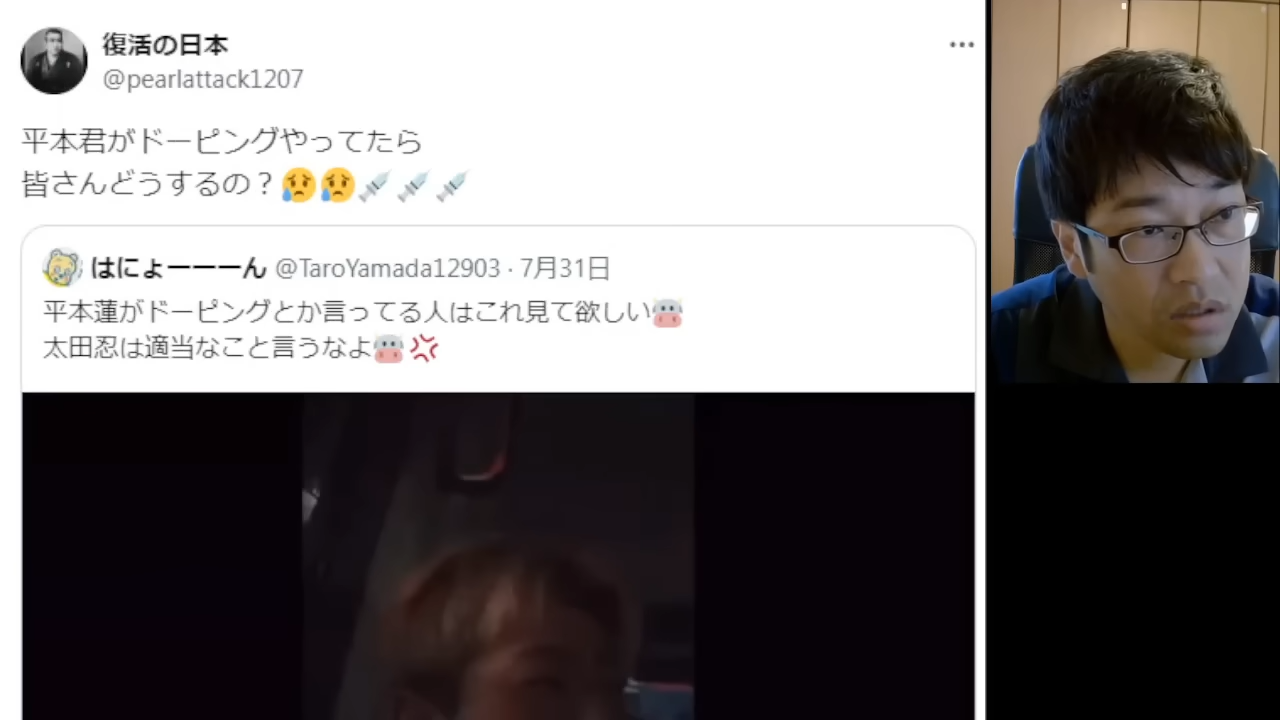 復活の日本
@pearlattack1207
平本君がドーピングやってたら
皆さんどうするの？😥😥💉💉💉
はにょーーーん @TaroYamada12903 · 7月31日
平本蓮がドーピングとか言ってる人はこれ見て欲しい🐮
太田忍は適当なこと言うなよ🐮💢